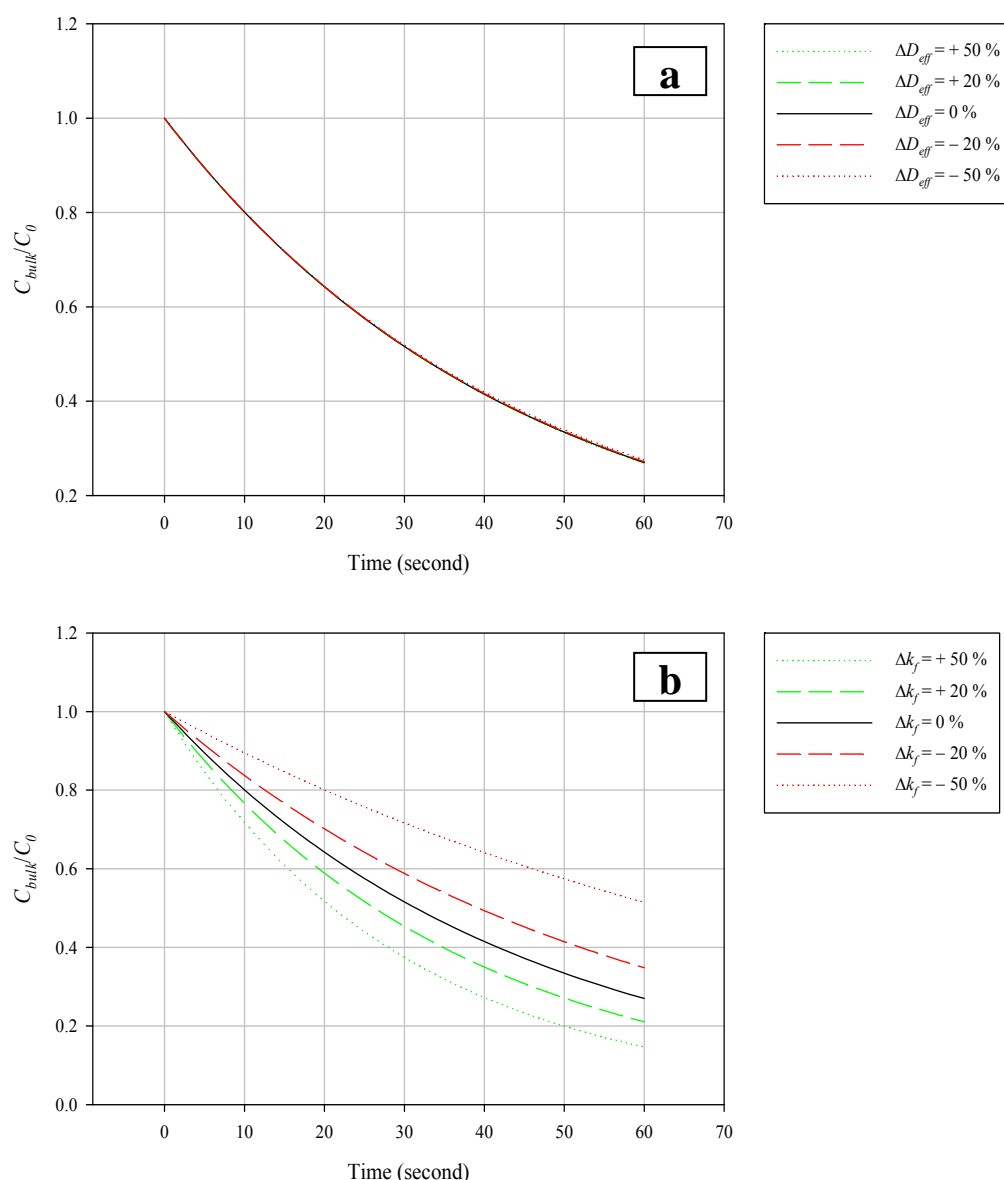 1.2
1.0
0.8
0.6
0.4
0.2
C_bulk/C_0
0 10 20 30 40 50 60 70
Time (second)
a
ΔD_eff = + 50 %
ΔD_eff = + 20 %
ΔD_eff = 0 %
ΔD_eff = − 20 %
ΔD_eff = − 50 %
1.2
1.0
0.8
0.6
0.4
0.2
0.0
C_bulk/C_0
0 10 20 30 40 50 60 70
Time (second)
b
Δk_f = + 50 %
Δk_f = + 20 %
Δk_f = 0 %
Δk_f = − 20 %
Δk_f = − 50 %